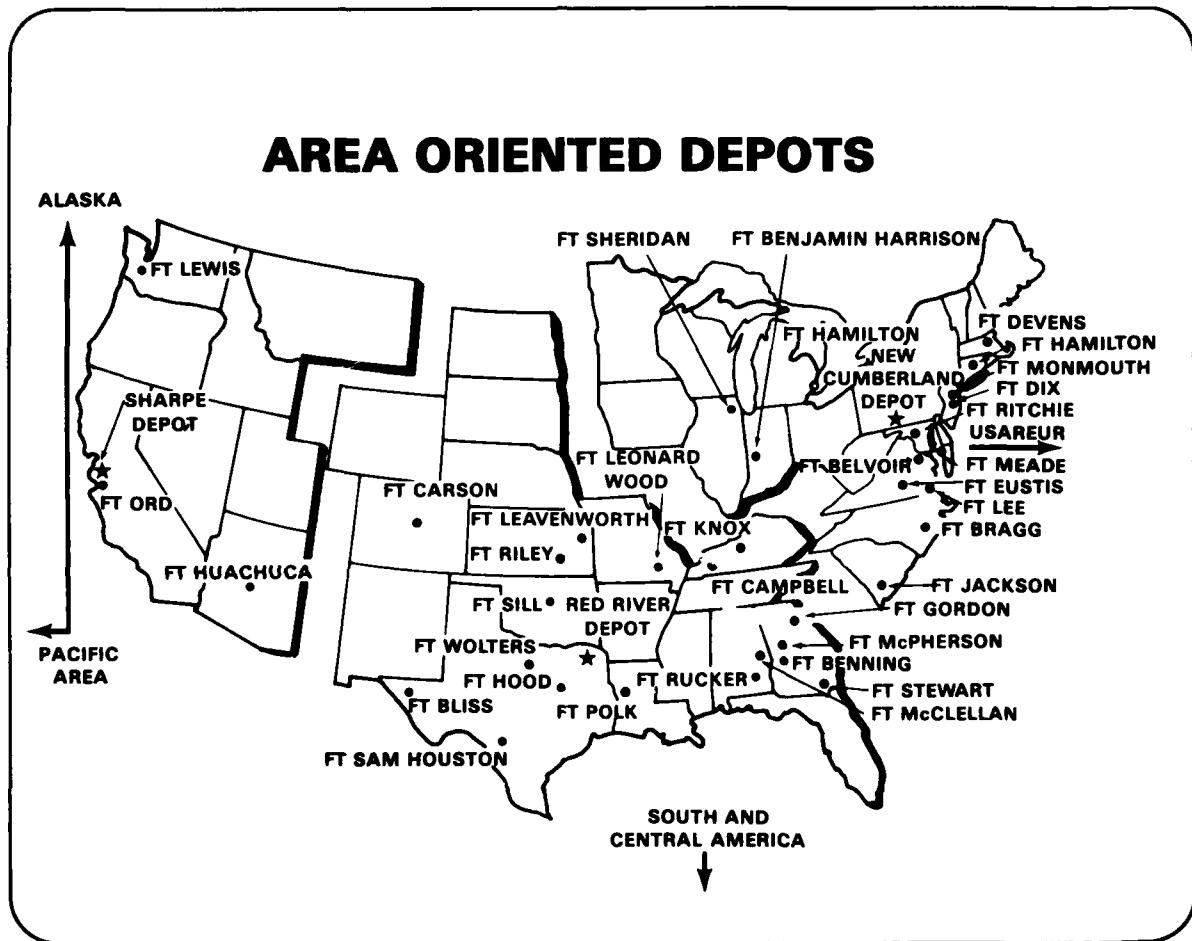 AREA ORIENTED DEPOTS
ALASKA
FT SHERIDAN
FT BENJAMIN HARRISON
FT LEWIS
FT HAMILTON
NEW
CUMBERLAND
DEPOT
FT DEVENS
FT HAMILTON
FT MONMOUTH
FT DIX
FT RITCHIE
USAREUR
SHARPE
DEPOT
FT ORD
FT LEONARD
WOOD
FT BELVOIR
FT MEADE
FT EUSTIS
FT LEE
FT BRAGG
FT CARSON
FT LEAVENWORTH
FT KNOX
FT RILEY
FT HUACHUCA
FT CAMPBELL
FT JACKSON
FT GORDON
FT SILL
RED RIVER
DEPOT
FT WOLTERS
FT McPHERSON
FT BENNING
PACIFIC
AREA
FT HOOD
FT RUCKER
FT STEWART
FT BLISS
FT POLK
FT McCLELLAN
FT SAM HOUSTON
SOUTH AND
CENTRAL AMERICA